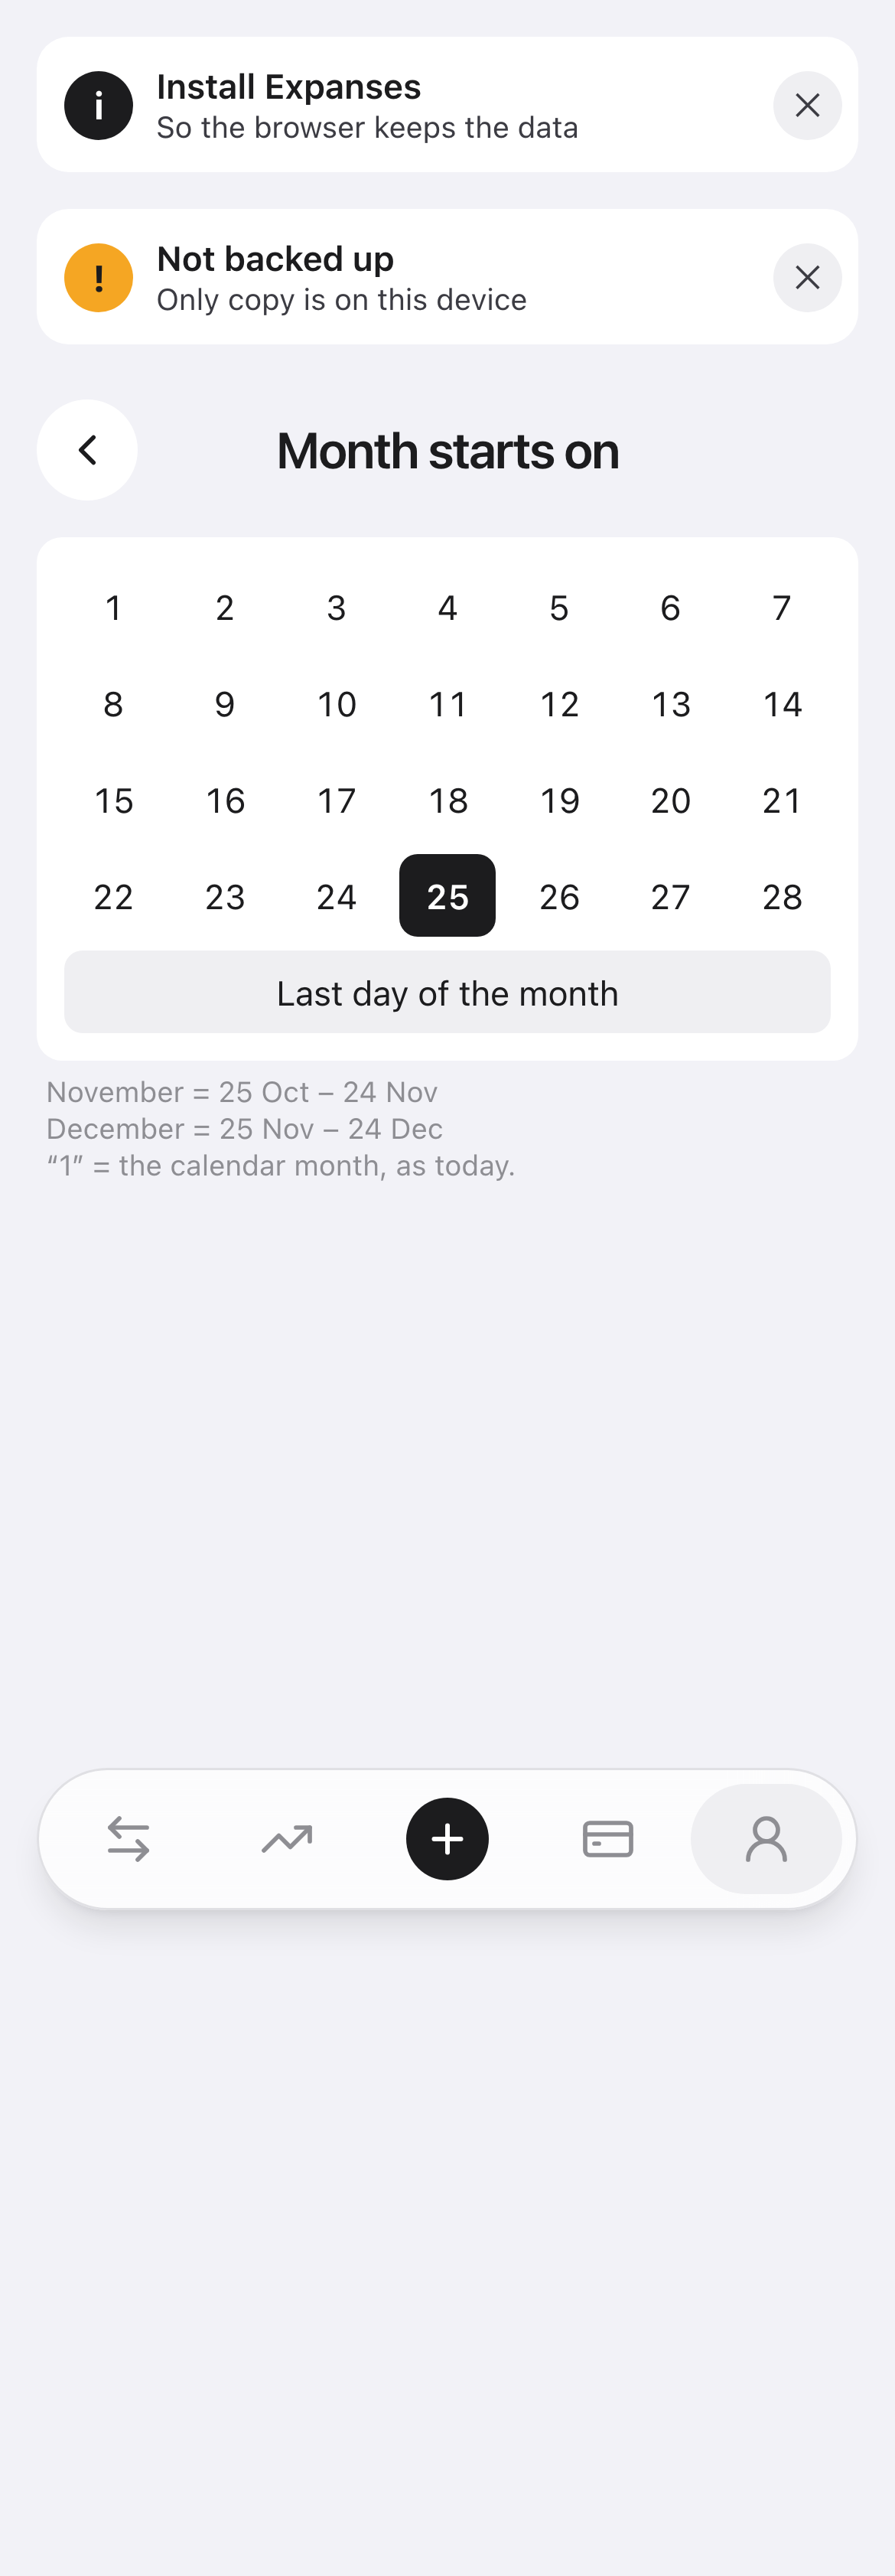 i
Install Expanses
So the browser keeps the data
!
Not backed up
Only copy is on this device
Month starts on
1 2 3 4 5 6 7
8 9 10 11 12 13 14
15 16 17 18 19 20 21
22 23 24 25 26 27 28
Last day of the month
November = 25 Oct – 24 Nov
December = 25 Nov – 24 Dec
“1” = the calendar month, as today.